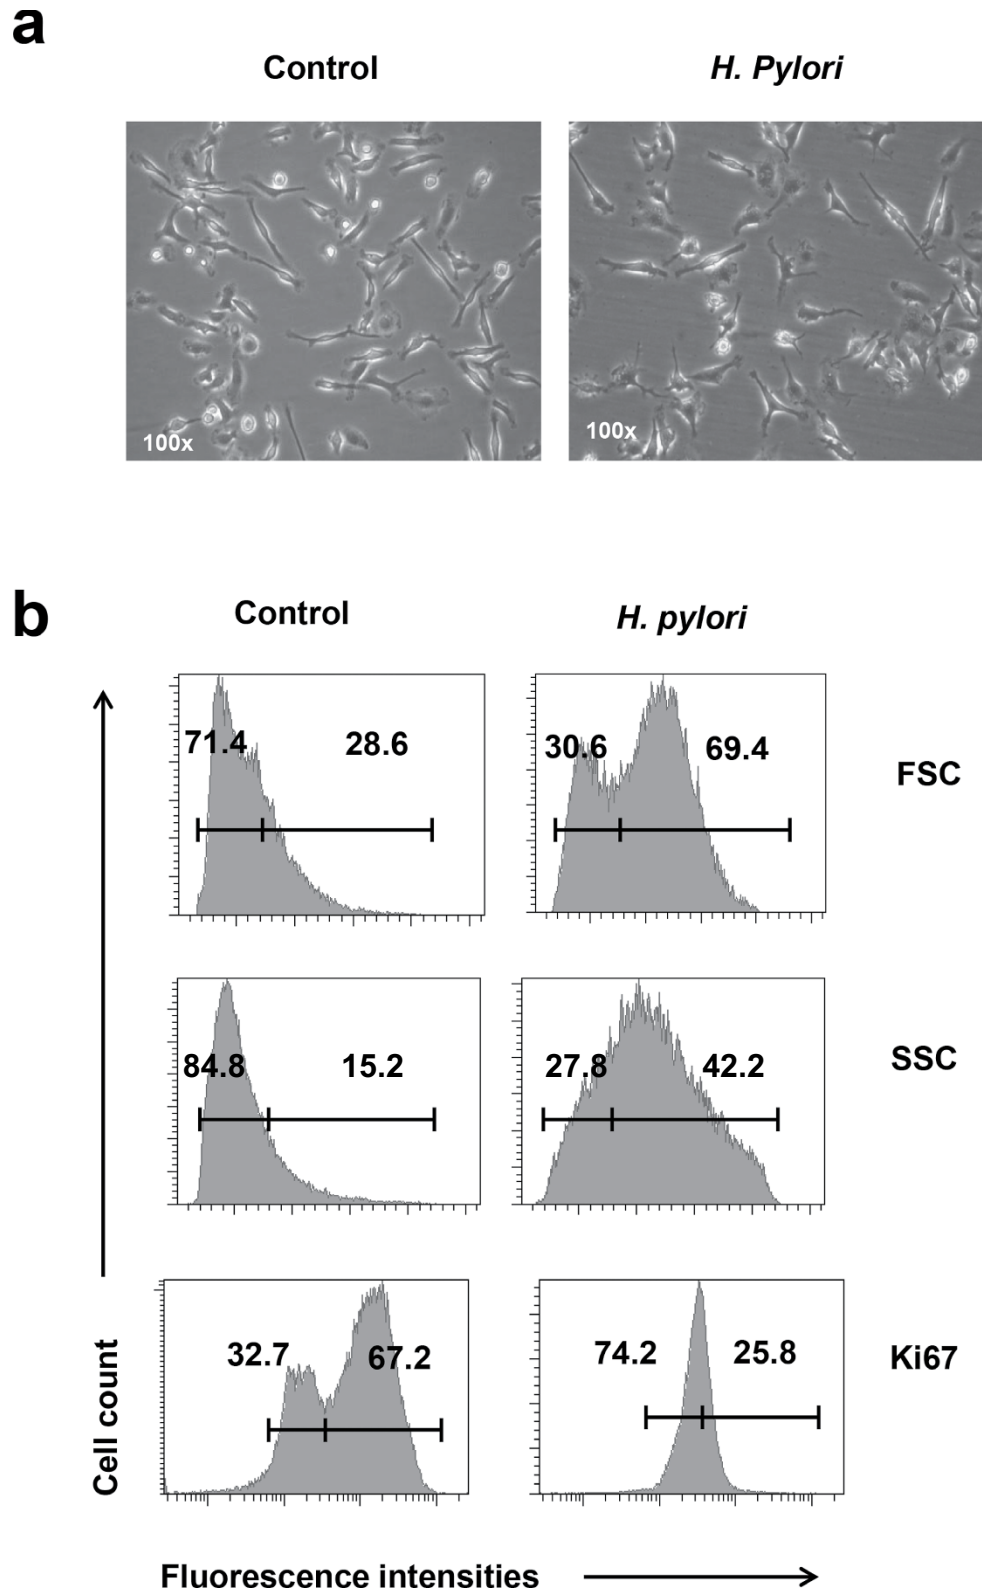 a
Control
H. Pylori
100x
100x
b
Control
H. pylori
71.4
28.6
30.6
69.4
FSC
84.8
15.2
27.8
42.2
SSC
32.7
67.2
74.2
25.8
Ki67
Cell count
Fluorescence intensities